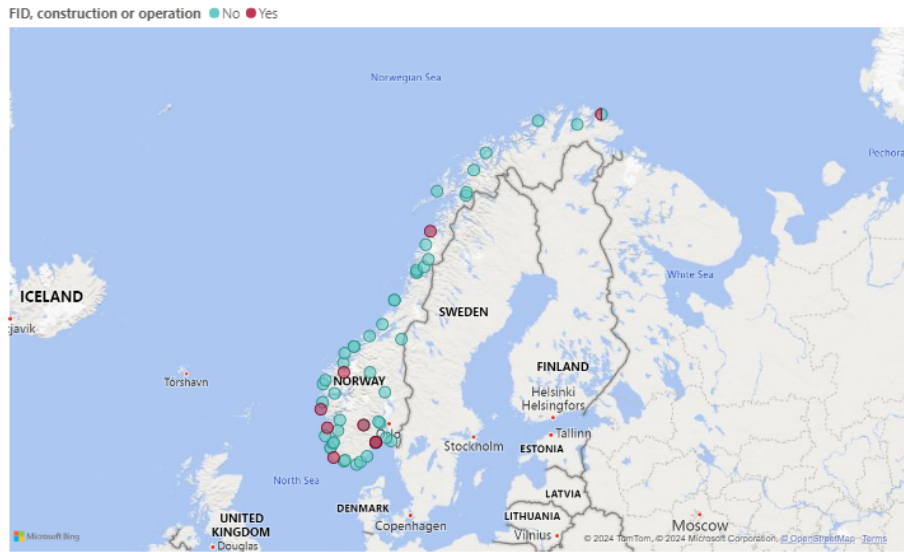 FID, construction or operation No Yes
Norwegian Sea
Pechora
White Sea
ICELAND
SWEDEN
javik
FINLAND
Tórshavn
NORWAY
Helsinki
Helsingfors
Oslo
Tallinn
Stockholm
ESTONIA
North Sea
LATVIA
DENMARK
LITHUANIA
UNITED
KINGDOM
Copenhagen
Moscow
Vilnius
Douglas
Microsoft Bing
© 2024 TomTom, © 2024 Microsoft Corporation, © OpenStreetMap Terms